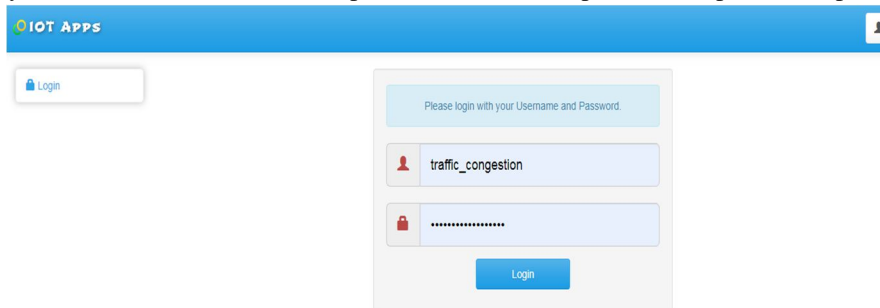 IOT Apps
Login
Please login with your Username and Password.
traffic_congestion
••••••••••••••••••
Login